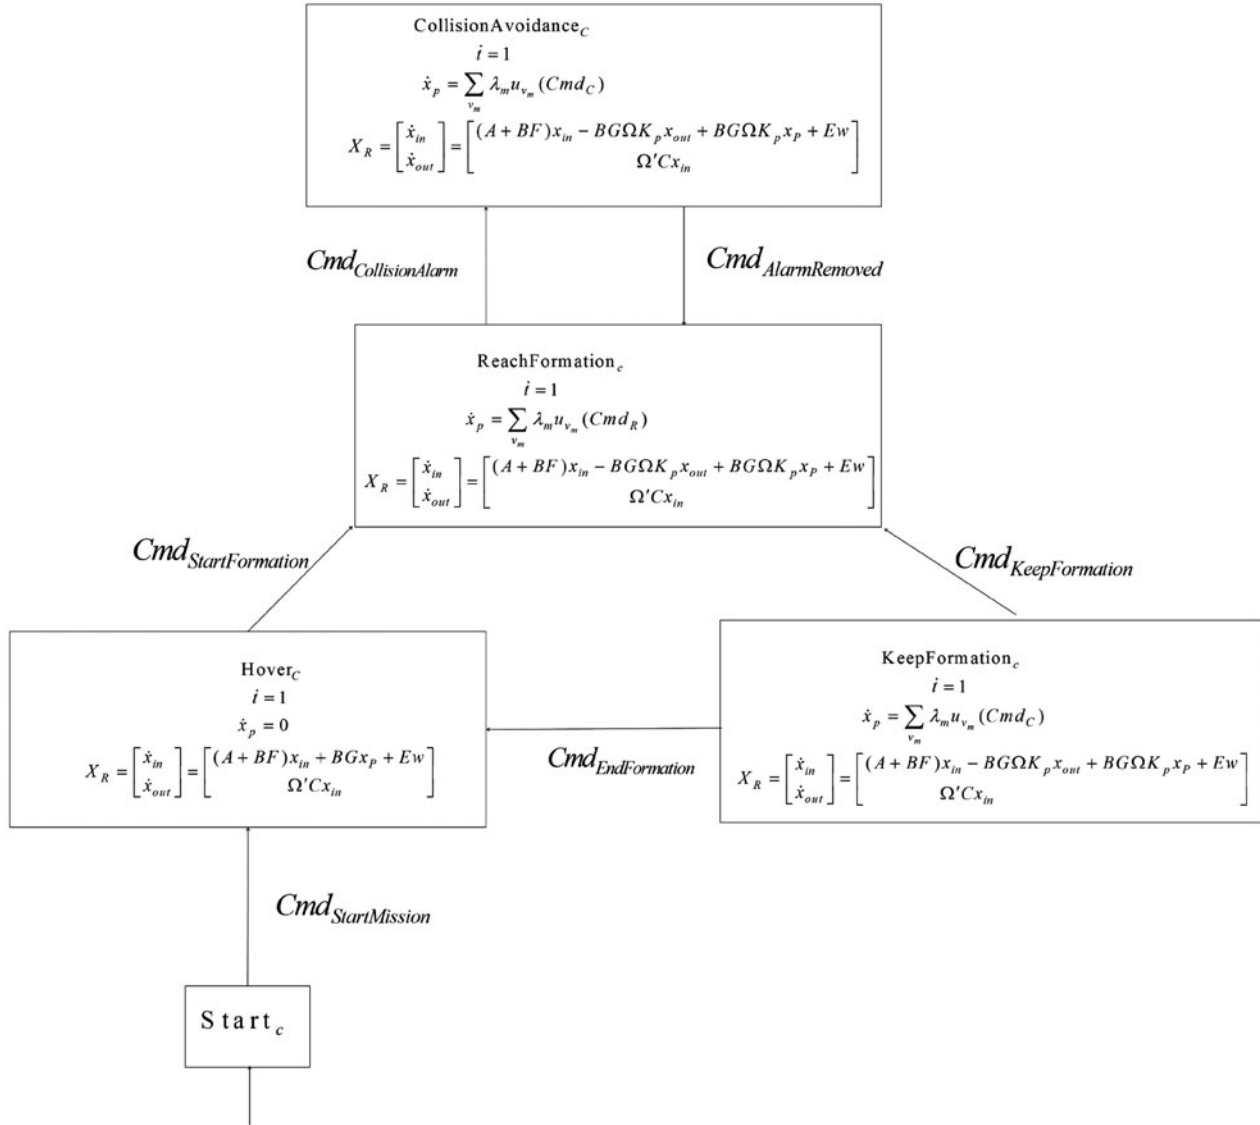 CollisionAvoidance_C
ṫ = 1
ẋ_p = ∑_{v_m} λ_m u_{v_m} (Cmd_C)
X_R = [ẋ_in; ẋ_out] = [(A + BF)x_in − BGΩK_p x_out + BGΩK_p x_P + Ew; Ω′Cx_in]
Cmd_CollisionAlarm
Cmd_AlarmRemoved
ReachFormation_c
ṫ = 1
ẋ_p = ∑_{v_m} λ_m u_{v_m} (Cmd_R)
X_R = [ẋ_in; ẋ_out] = [(A + BF)x_in − BGΩK_p x_out + BGΩK_p x_P + Ew; Ω′Cx_in]
Cmd_StartFormation
Cmd_KeepFormation
Hover_C
ṫ = 1
ẋ_p = 0
X_R = [ẋ_in; ẋ_out] = [(A + BF)x_in + BGx_P + Ew; Ω′Cx_in]
Cmd_EndFormation
KeepFormation_c
ṫ = 1
ẋ_p = ∑_{v_m} λ_m u_{v_m} (Cmd_C)
X_R = [ẋ_in; ẋ_out] = [(A + BF)x_in − BGΩK_p x_out + BGΩK_p x_P + Ew; Ω′Cx_in]
Cmd_StartMission
Start_c